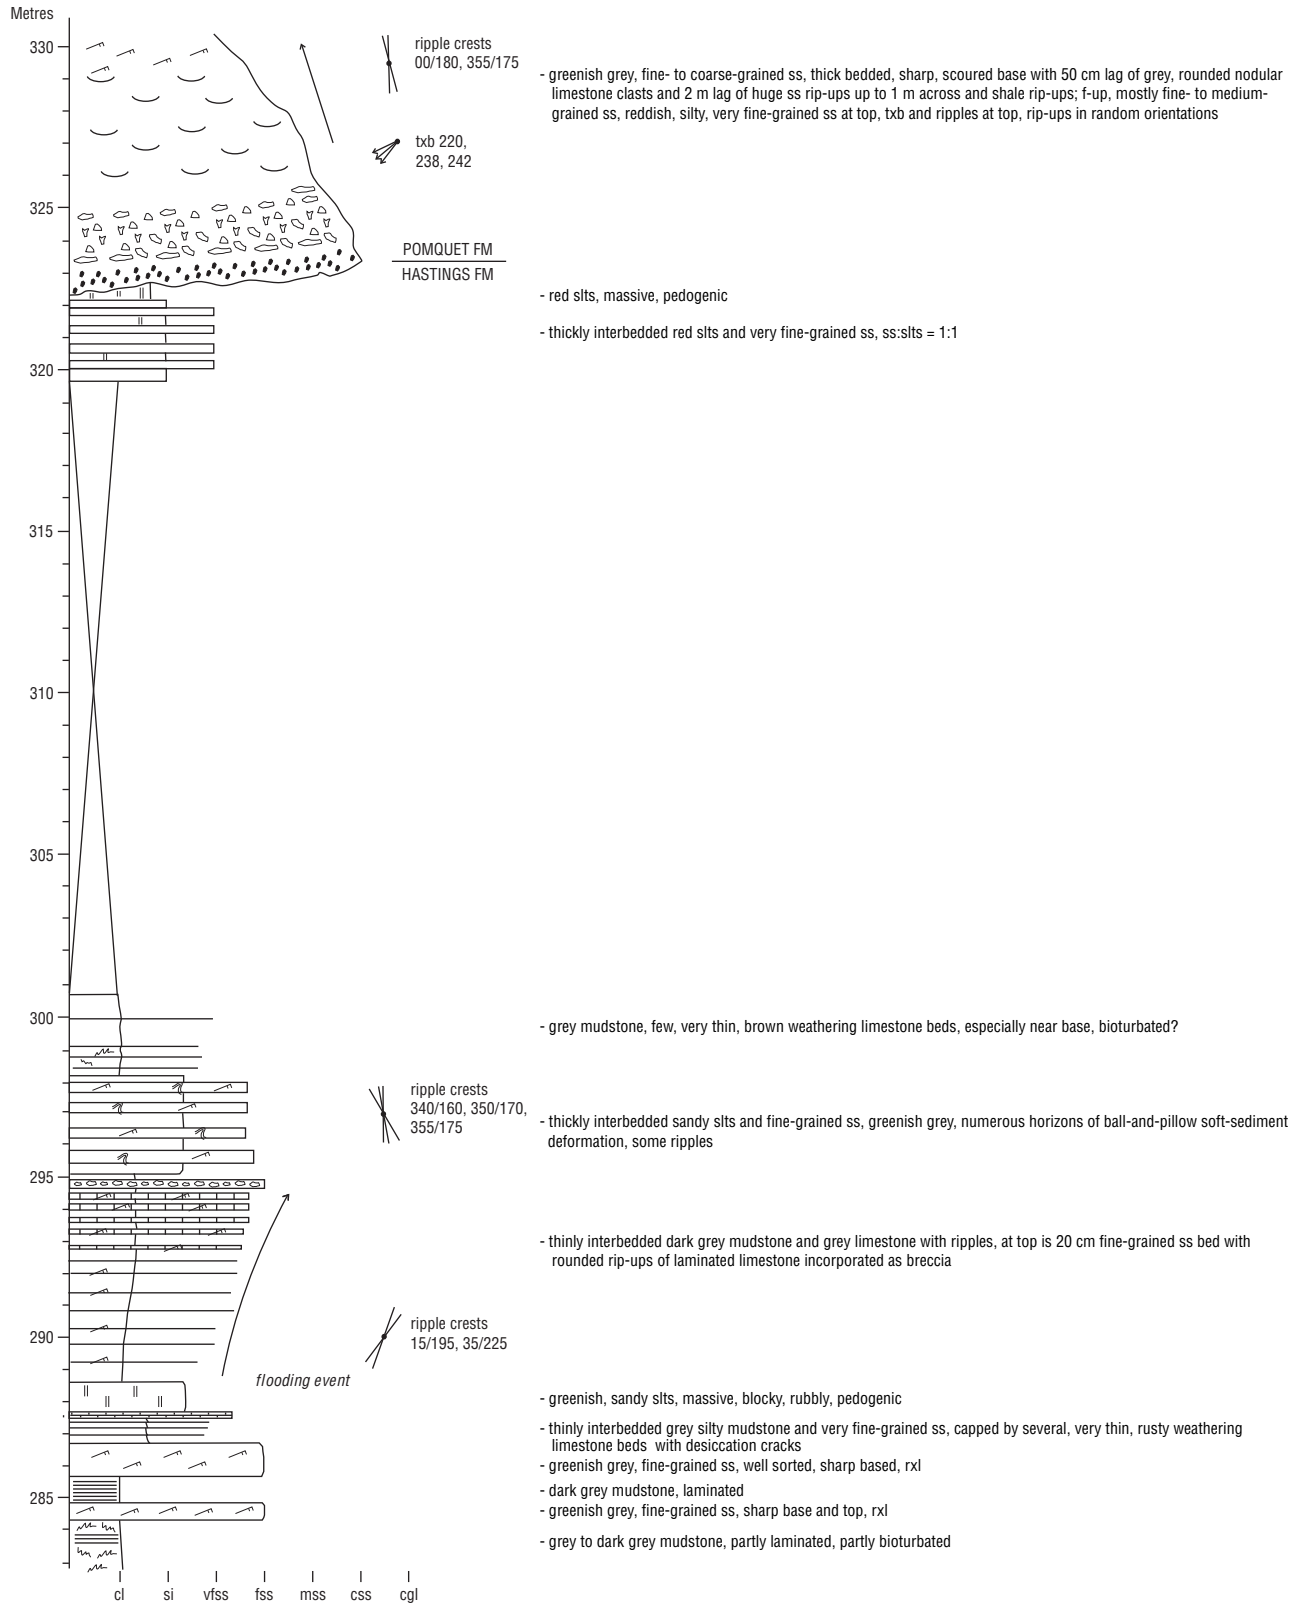 Metres
330
ripple crests
00/180, 355/175
- greenish grey, fine- to coarse-grained ss, thick bedded, sharp, scoured base with 50 cm lag of grey, rounded nodular
limestone clasts and 2 m lag of huge ss rip-ups up to 1 m across and shale rip-ups; f-up, mostly fine- to medium-
grained ss, reddish, silty, very fine-grained ss at top, txb and ripples at top, rip-ups in random orientations
txb 220,
238, 242
325
POMQUET FM
HASTINGS FM
- red slts, massive, pedogenic
- thickly interbedded red slts and very fine-grained ss, ss:slts = 1:1
320
315
310
305
300
- grey mudstone, few, very thin, brown weathering limestone beds, especially near base, bioturbated?
ripple crests
340/160, 350/170,
355/175
- thickly interbedded sandy slts and fine-grained ss, greenish grey, numerous horizons of ball-and-pillow soft-sediment
deformation, some ripples
295
- thinly interbedded dark grey mudstone and grey limestone with ripples, at top is 20 cm fine-grained ss bed with
rounded rip-ups of laminated limestone incorporated as breccia
290
ripple crests
15/195, 35/225
flooding event
- greenish, sandy slts, massive, blocky, rubbly, pedogenic
- thinly interbedded grey silty mudstone and very fine-grained ss, capped by several, very thin, rusty weathering
limestone beds with desiccation cracks
- greenish grey, fine-grained ss, well sorted, sharp based, rxl
- dark grey mudstone, laminated
285
- greenish grey, fine-grained ss, sharp base and top, rxl
- grey to dark grey mudstone, partly laminated, partly bioturbated
cl si vfss fss mss css cgl